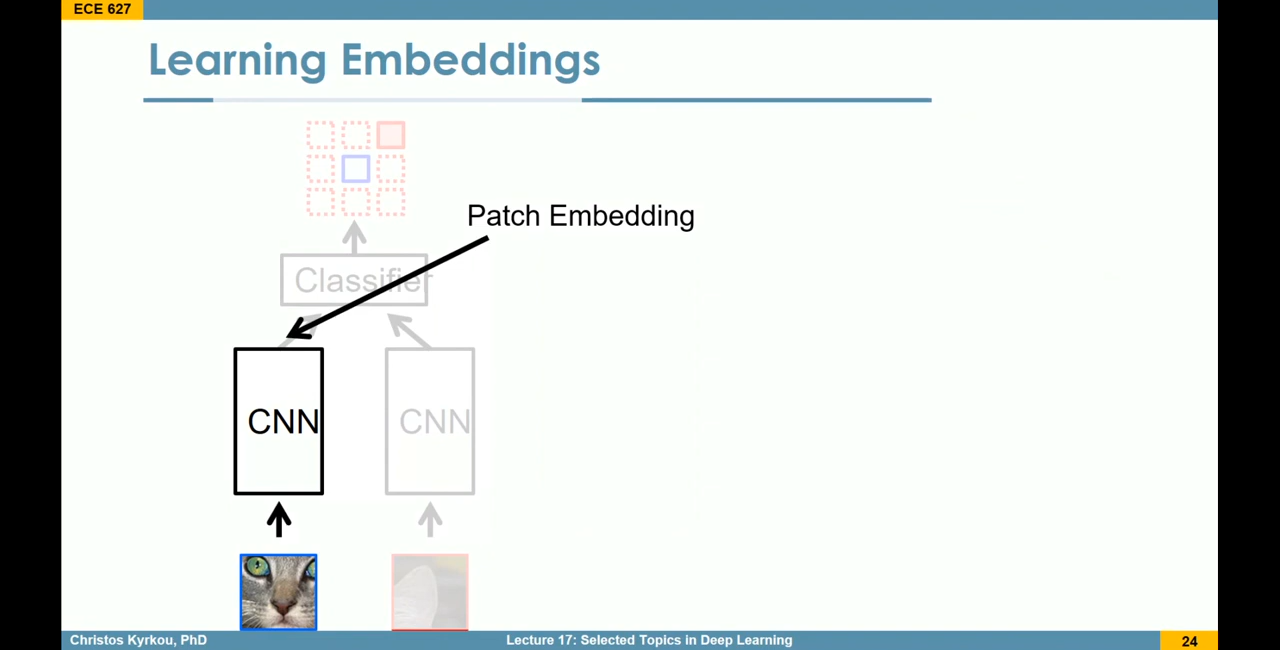 ECE 627
Learning Embeddings
Patch Embedding
Classifier
CNN
CNN
Christos Kyrkou, PhD
Lecture 17: Selected Topics in Deep Learning
24